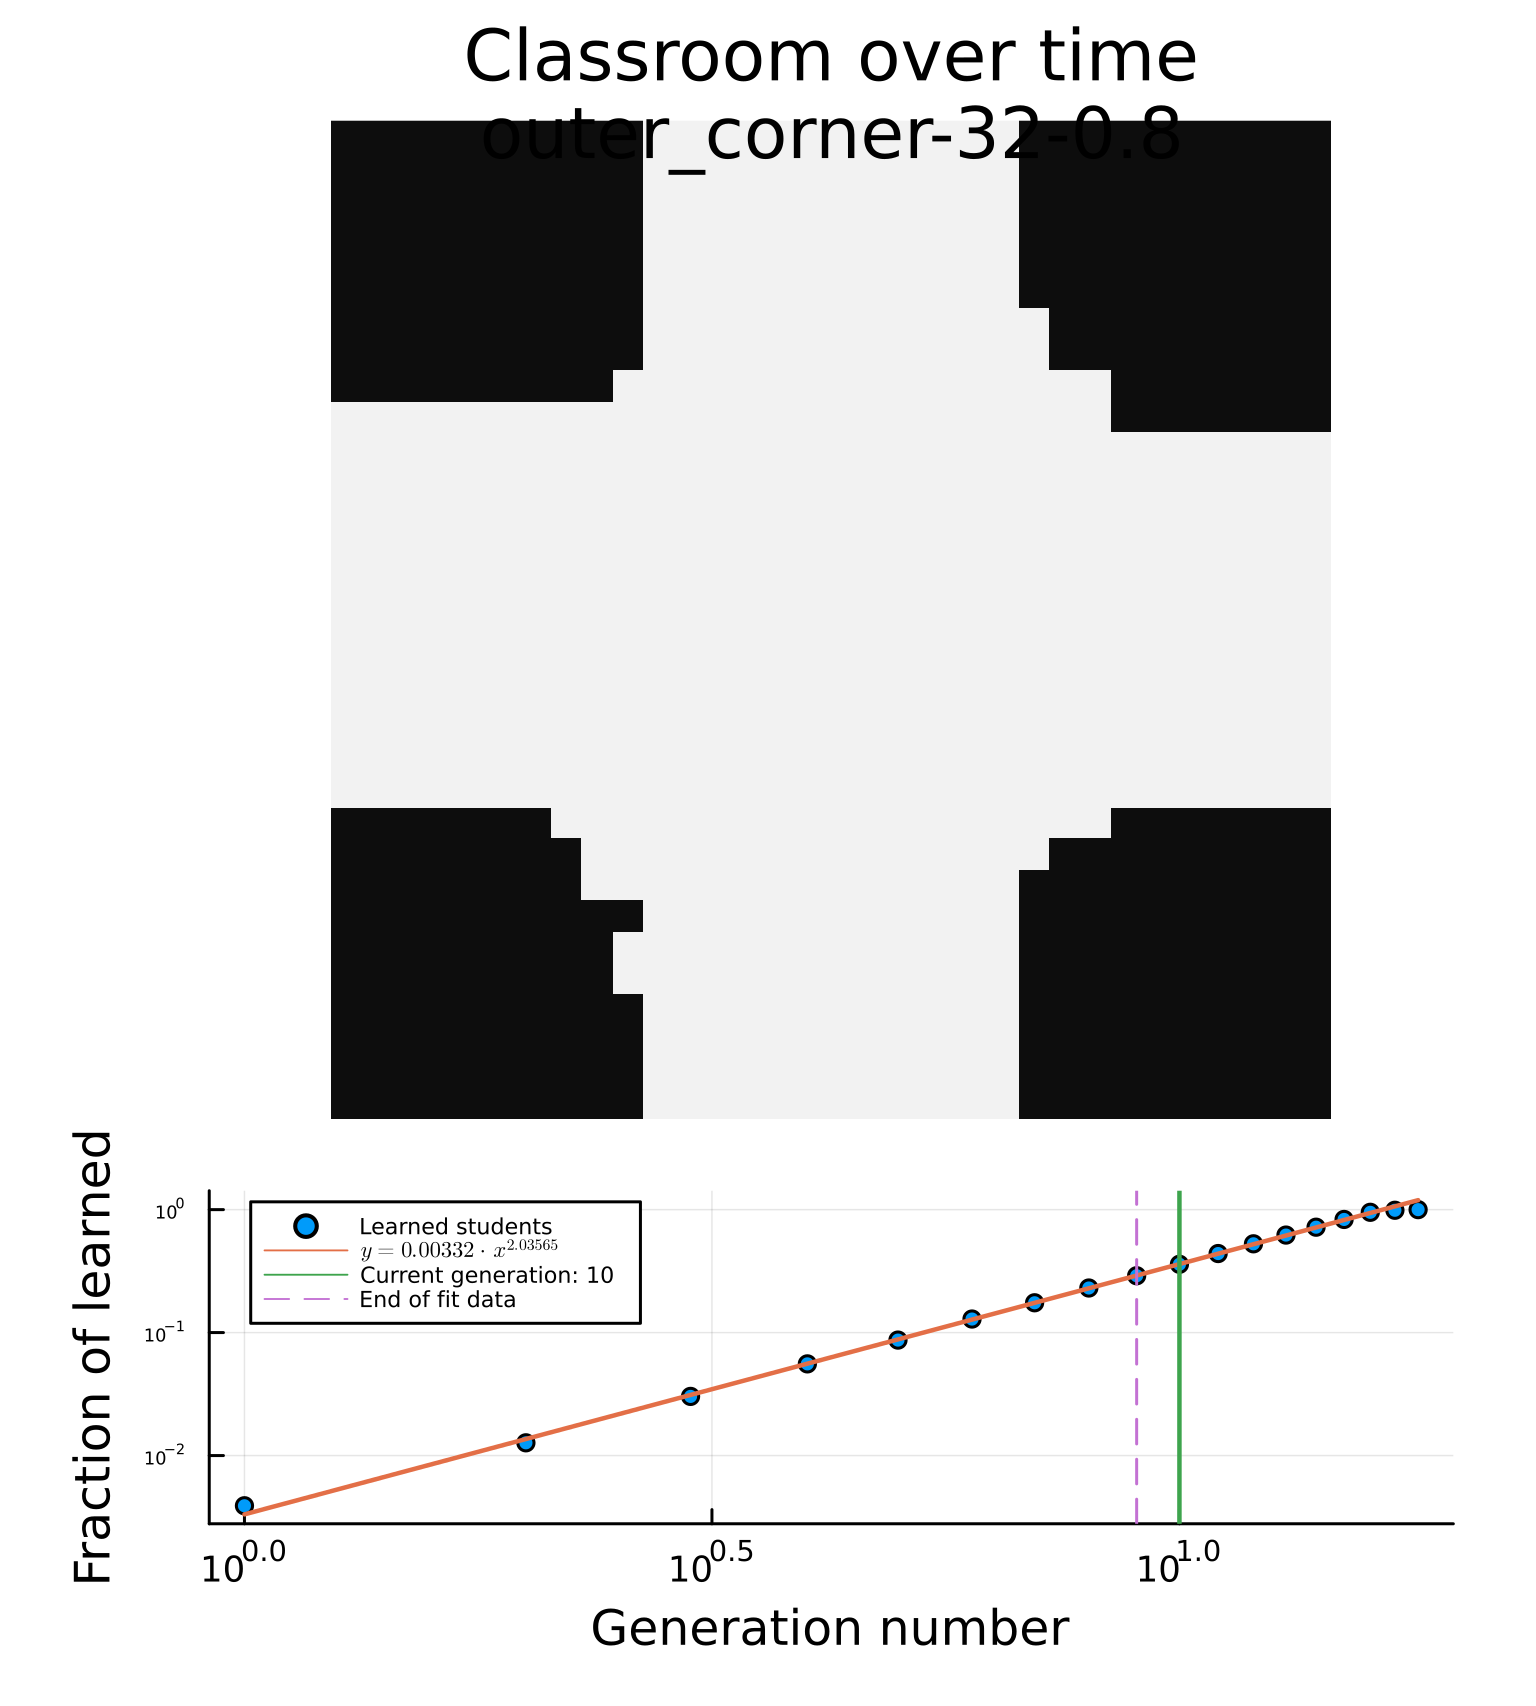 Classroom over time
outer_corner-32-0.8
Fraction of learned
10^0
10^−1
10^−2
Learned students
y = 0.00332 · x^2.03565
Current generation: 10
End of fit data
10^0.0
10^0.5
10^1.0
Generation number